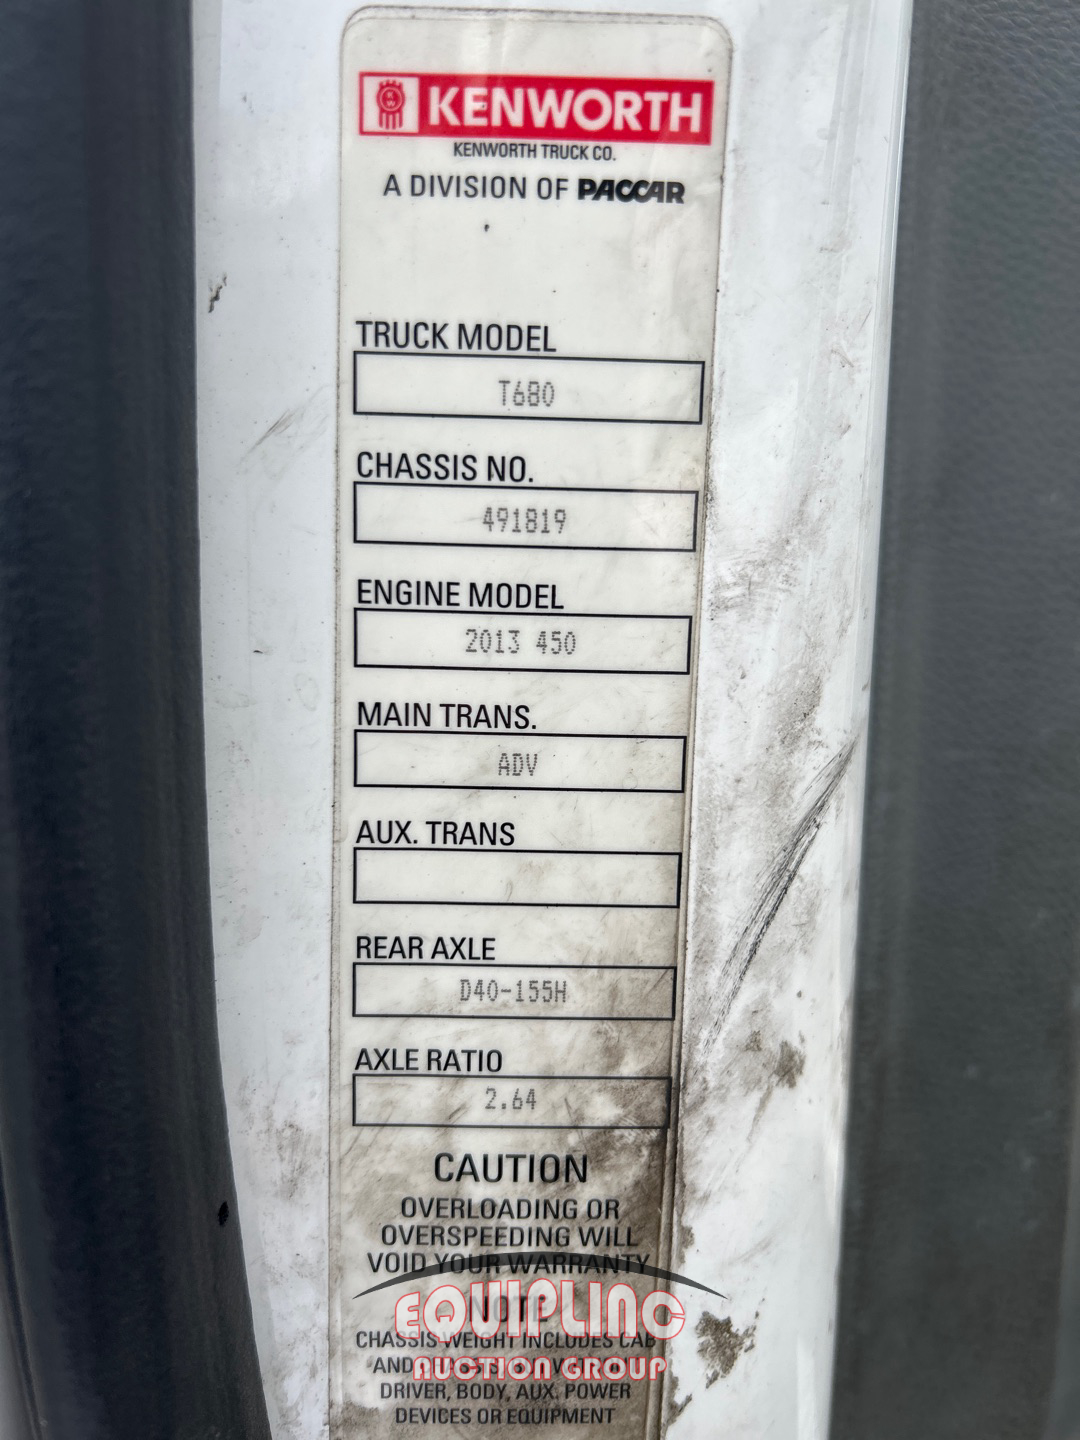 KENWORTH
KENWORTH TRUCK CO.
A DIVISION OF PACCAR
TRUCK MODEL
T680
CHASSIS NO.
491819
ENGINE MODEL
2013 450
MAIN TRANS.
ADV
AUX. TRANS
REAR AXLE
D40-155H
AXLE RATIO
2.64
CAUTION
OVERLOADING OR
OVERSPEEDING WILL
VOID YOUR WARRANTY
NOTE
EQUIPLINC
CHASSIS WEIGHT INCLUDES CAB
AUCTION GROUP
AND
DRIVER, BODY, AUX. POWER
DEVICES OR EQUIPMENT